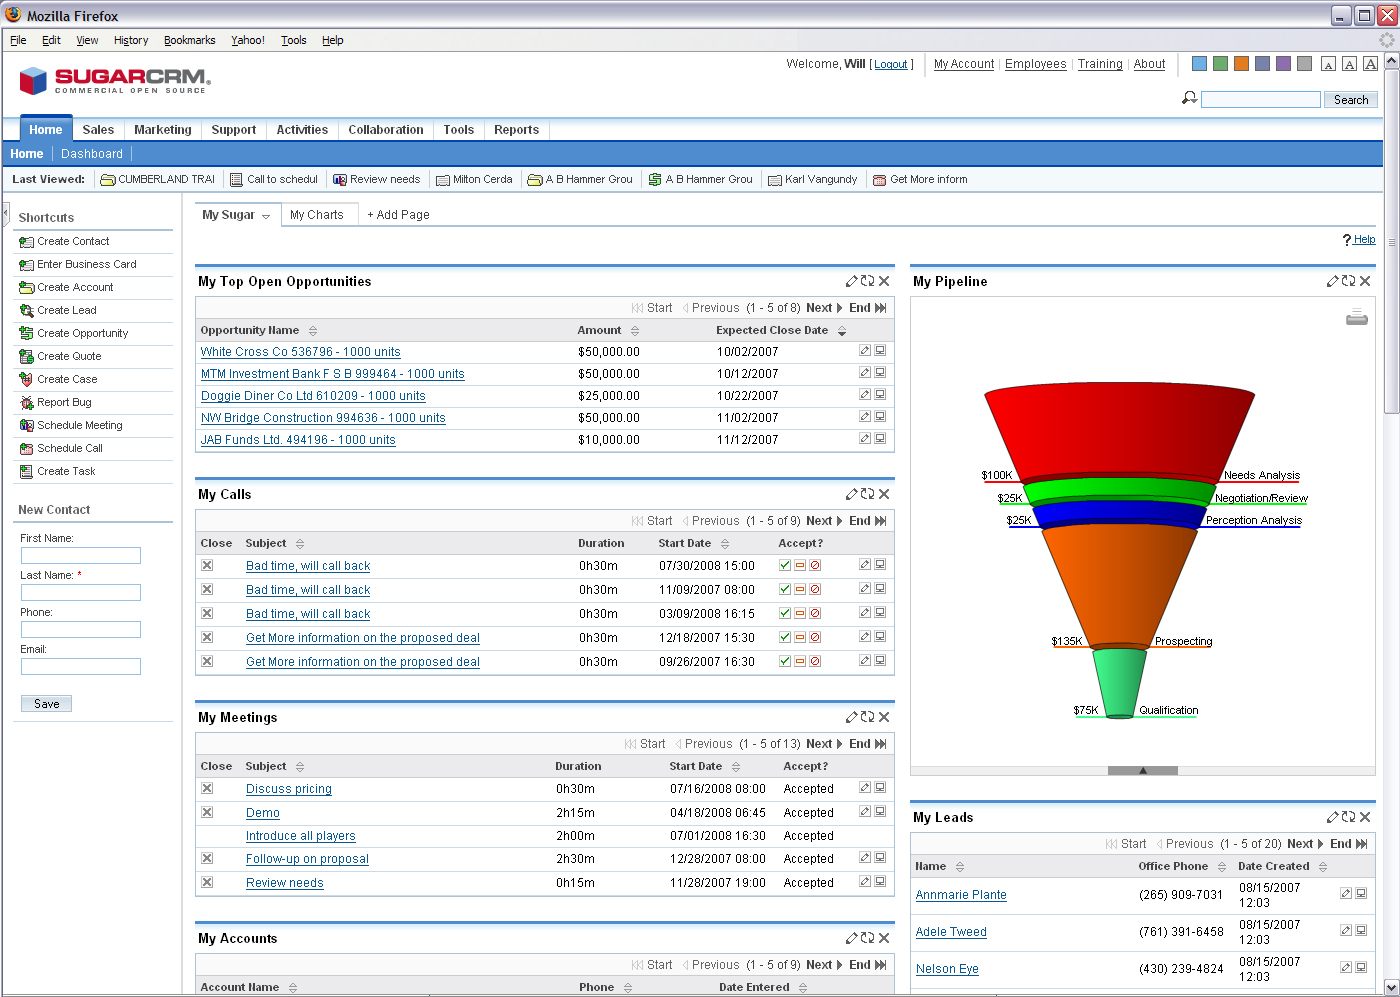 Mozilla Firefox
File Edit View History Bookmarks Yahoo! Tools Help
SUGARCRM®
COMMERCIAL OPEN SOURCE
Welcome, Will [ Logout ] My Account Employees Training About A A A
Search
Home Sales Marketing Support Activities Collaboration Tools Reports
Home Dashboard
Last Viewed: CUMBERLAND TRAI Call to schedul Review needs Milton Cerda A B Hammer Grou A B Hammer Grou Karl Vangundy Get More inform
Shortcuts
Create Contact
Enter Business Card
Create Account
Create Lead
Create Opportunity
Create Quote
Create Case
Report Bug
Schedule Meeting
Schedule Call
Create Task
New Contact
First Name:
Last Name: *
Phone:
Email:
Save
My Sugar My Charts + Add Page
? Help
My Top Open Opportunities
Start Previous (1 - 5 of 8) Next End
Opportunity Name Amount Expected Close Date
White Cross Co 536796 - 1000 units $50,000.00 10/02/2007
MTM Investment Bank F S B 999464 - 1000 units $50,000.00 10/12/2007
Doggie Diner Co Ltd 610209 - 1000 units $25,000.00 10/22/2007
NW Bridge Construction 994636 - 1000 units $50,000.00 11/02/2007
JAB Funds Ltd. 494196 - 1000 units $10,000.00 11/12/2007
My Calls
Start Previous (1 - 5 of 9) Next End
Close Subject Duration Start Date Accept?
Bad time, will call back 0h30m 07/30/2008 15:00
Bad time, will call back 0h30m 11/09/2007 08:00
Bad time, will call back 0h30m 03/09/2008 16:15
Get More information on the proposed deal 0h30m 12/18/2007 15:30
Get More information on the proposed deal 0h30m 09/26/2007 16:30
My Meetings
Start Previous (1 - 5 of 13) Next End
Close Subject Duration Start Date Accept?
Discuss pricing 0h30m 07/16/2008 08:00 Accepted
Demo 2h15m 04/18/2008 06:45 Accepted
Introduce all players 2h00m 07/01/2008 16:30 Accepted
Follow-up on proposal 2h30m 12/28/2007 08:00 Accepted
Review needs 0h15m 11/28/2007 19:00 Accepted
My Accounts
Start Previous (1 - 5 of 9) Next End
Account Name Phone Date Entered
My Pipeline
$100K Needs Analysis
$25K Negotiation/Review
$25K Perception Analysis
$135K Prospecting
$75K Qualification
My Leads
Start Previous (1 - 5 of 20) Next End
Name Office Phone Date Created
Annmarie Plante (265) 909-7031 08/15/2007
12:03
Adele Tweed (761) 391-6458 08/15/2007
12:03
Nelson Eye (430) 239-4824 08/15/2007
12:03